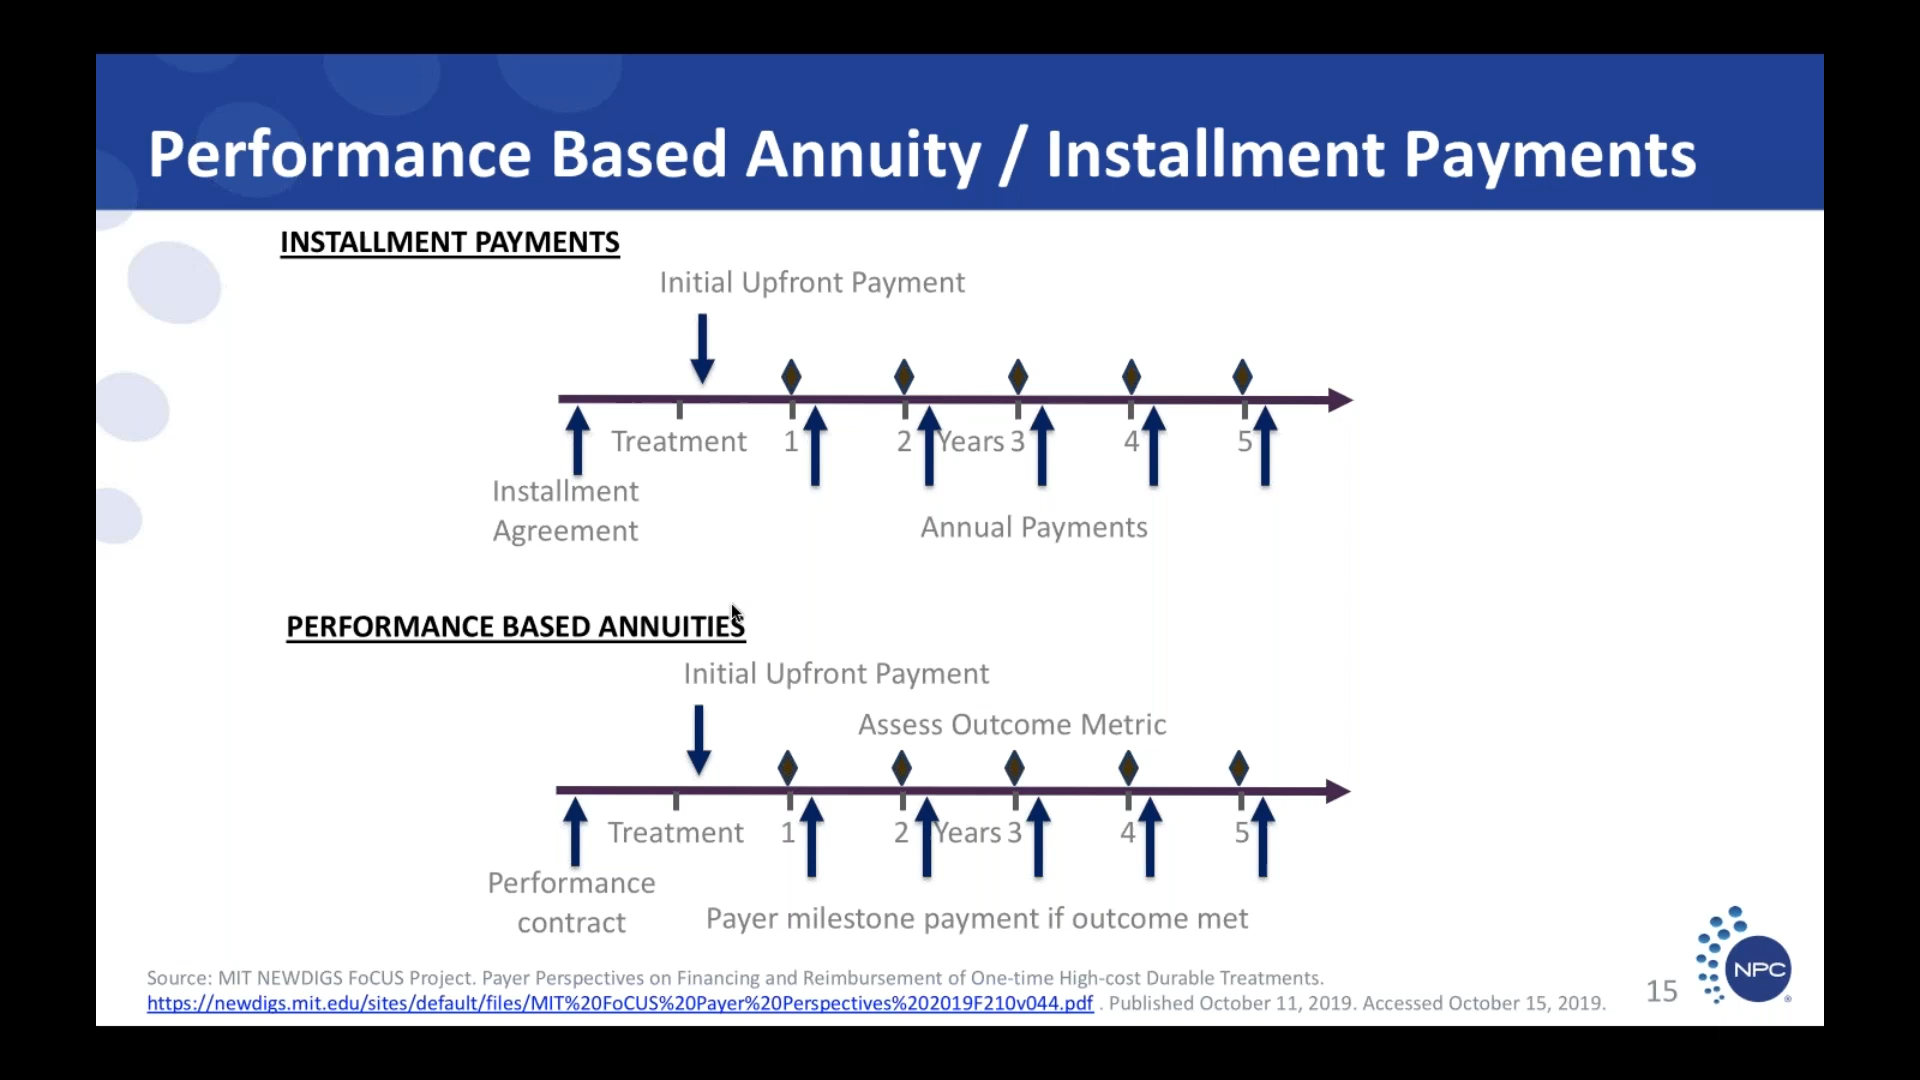 Performance Based Annuity / Installment Payments
INSTALLMENT PAYMENTS
Initial Upfront Payment
Treatment 1 2 Years 3 4 5
Installment
Agreement
Annual Payments
PERFORMANCE BASED ANNUITIES
Initial Upfront Payment
Assess Outcome Metric
Treatment 1 2 Years 3 4 5
Performance
contract
Payer milestone payment if outcome met
Source: MIT NEWDIGS FoCUS Project. Payer Perspectives on Financing and Reimbursement of One-time High-cost Durable Treatments.
https://newdigs.mit.edu/sites/default/files/MIT%20FoCUS%20Payer%20Perspectives%202019F210v044.pdf . Published October 11, 2019. Accessed October 15, 2019.
15
NPC